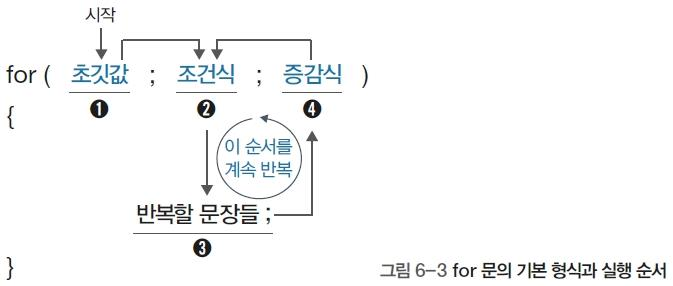 시작
for ( 초깃값 ; 조건식 ; 증감식 )
❶ ❷ ❹
{
이 순서를
계속 반복
반복할 문장들 ;
❸
}
그림 6-3 for 문의 기본 형식과 실행 순서